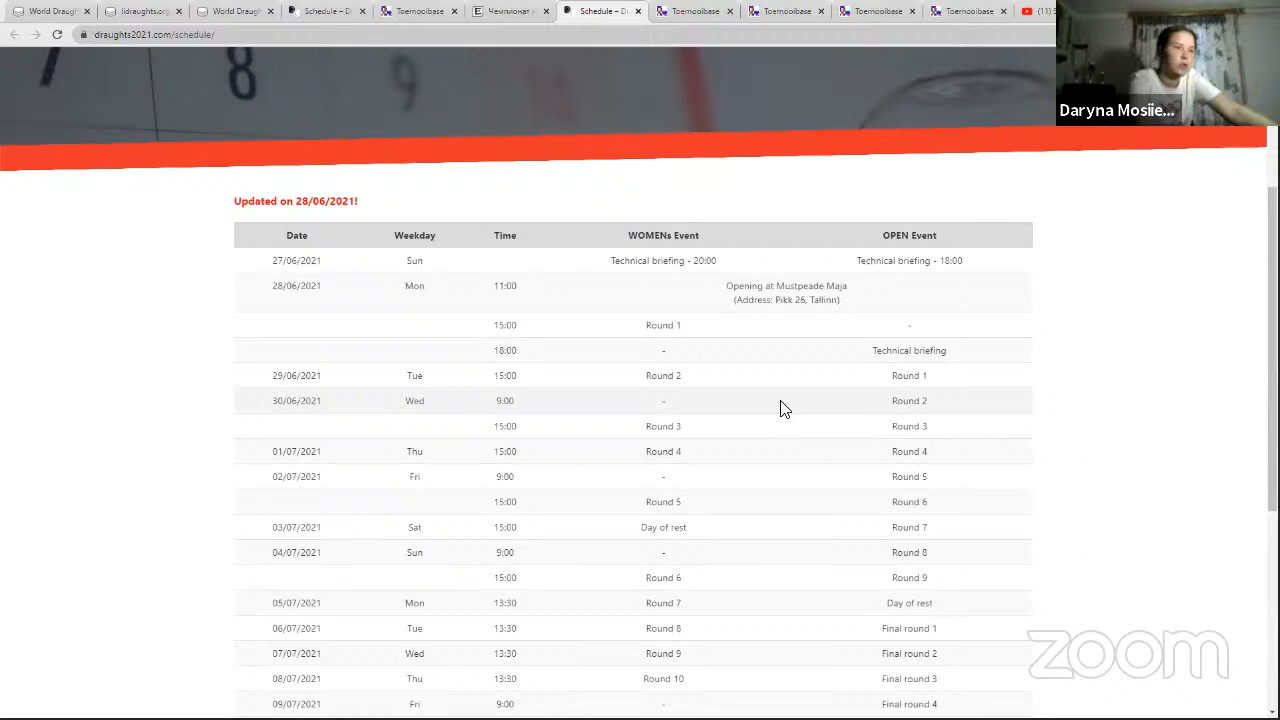 World Draugh
lidraughts.org
World Draugh
Schedule – D
Toernooibase
Чемпионат г
Schedule – D
Toernooibase
Toernooibase
Toernooibase
Toernooibase
(11)
draughts2021.com/schedule/
7 8 9
Daryna Mosiie...
Updated on 28/06/2021!
Date Weekday Time WOMENs Event OPEN Event
27/06/2021 Sun Technical briefing - 20:00 Technical briefing - 18:00
28/06/2021 Mon 11:00 Opening at Mustpeade Maja
(Address: Pikk 26, Tallinn)
15:00 Round 1 -
18:00 - Technical briefing
29/06/2021 Tue 15:00 Round 2 Round 1
30/06/2021 Wed 9:00 - Round 2
15:00 Round 3 Round 3
01/07/2021 Thu 15:00 Round 4 Round 4
02/07/2021 Fri 9:00 - Round 5
15:00 Round 5 Round 6
03/07/2021 Sat 15:00 Day of rest Round 7
04/07/2021 Sun 9:00 - Round 8
15:00 Round 6 Round 9
05/07/2021 Mon 13:30 Round 7 Day of rest
06/07/2021 Tue 13:30 Round 8 Final round 1
07/07/2021 Wed 13:30 Round 9 Final round 2
08/07/2021 Thu 13:30 Round 10 Final round 3
09/07/2021 Fri 9:00 - Final round 4
zoom